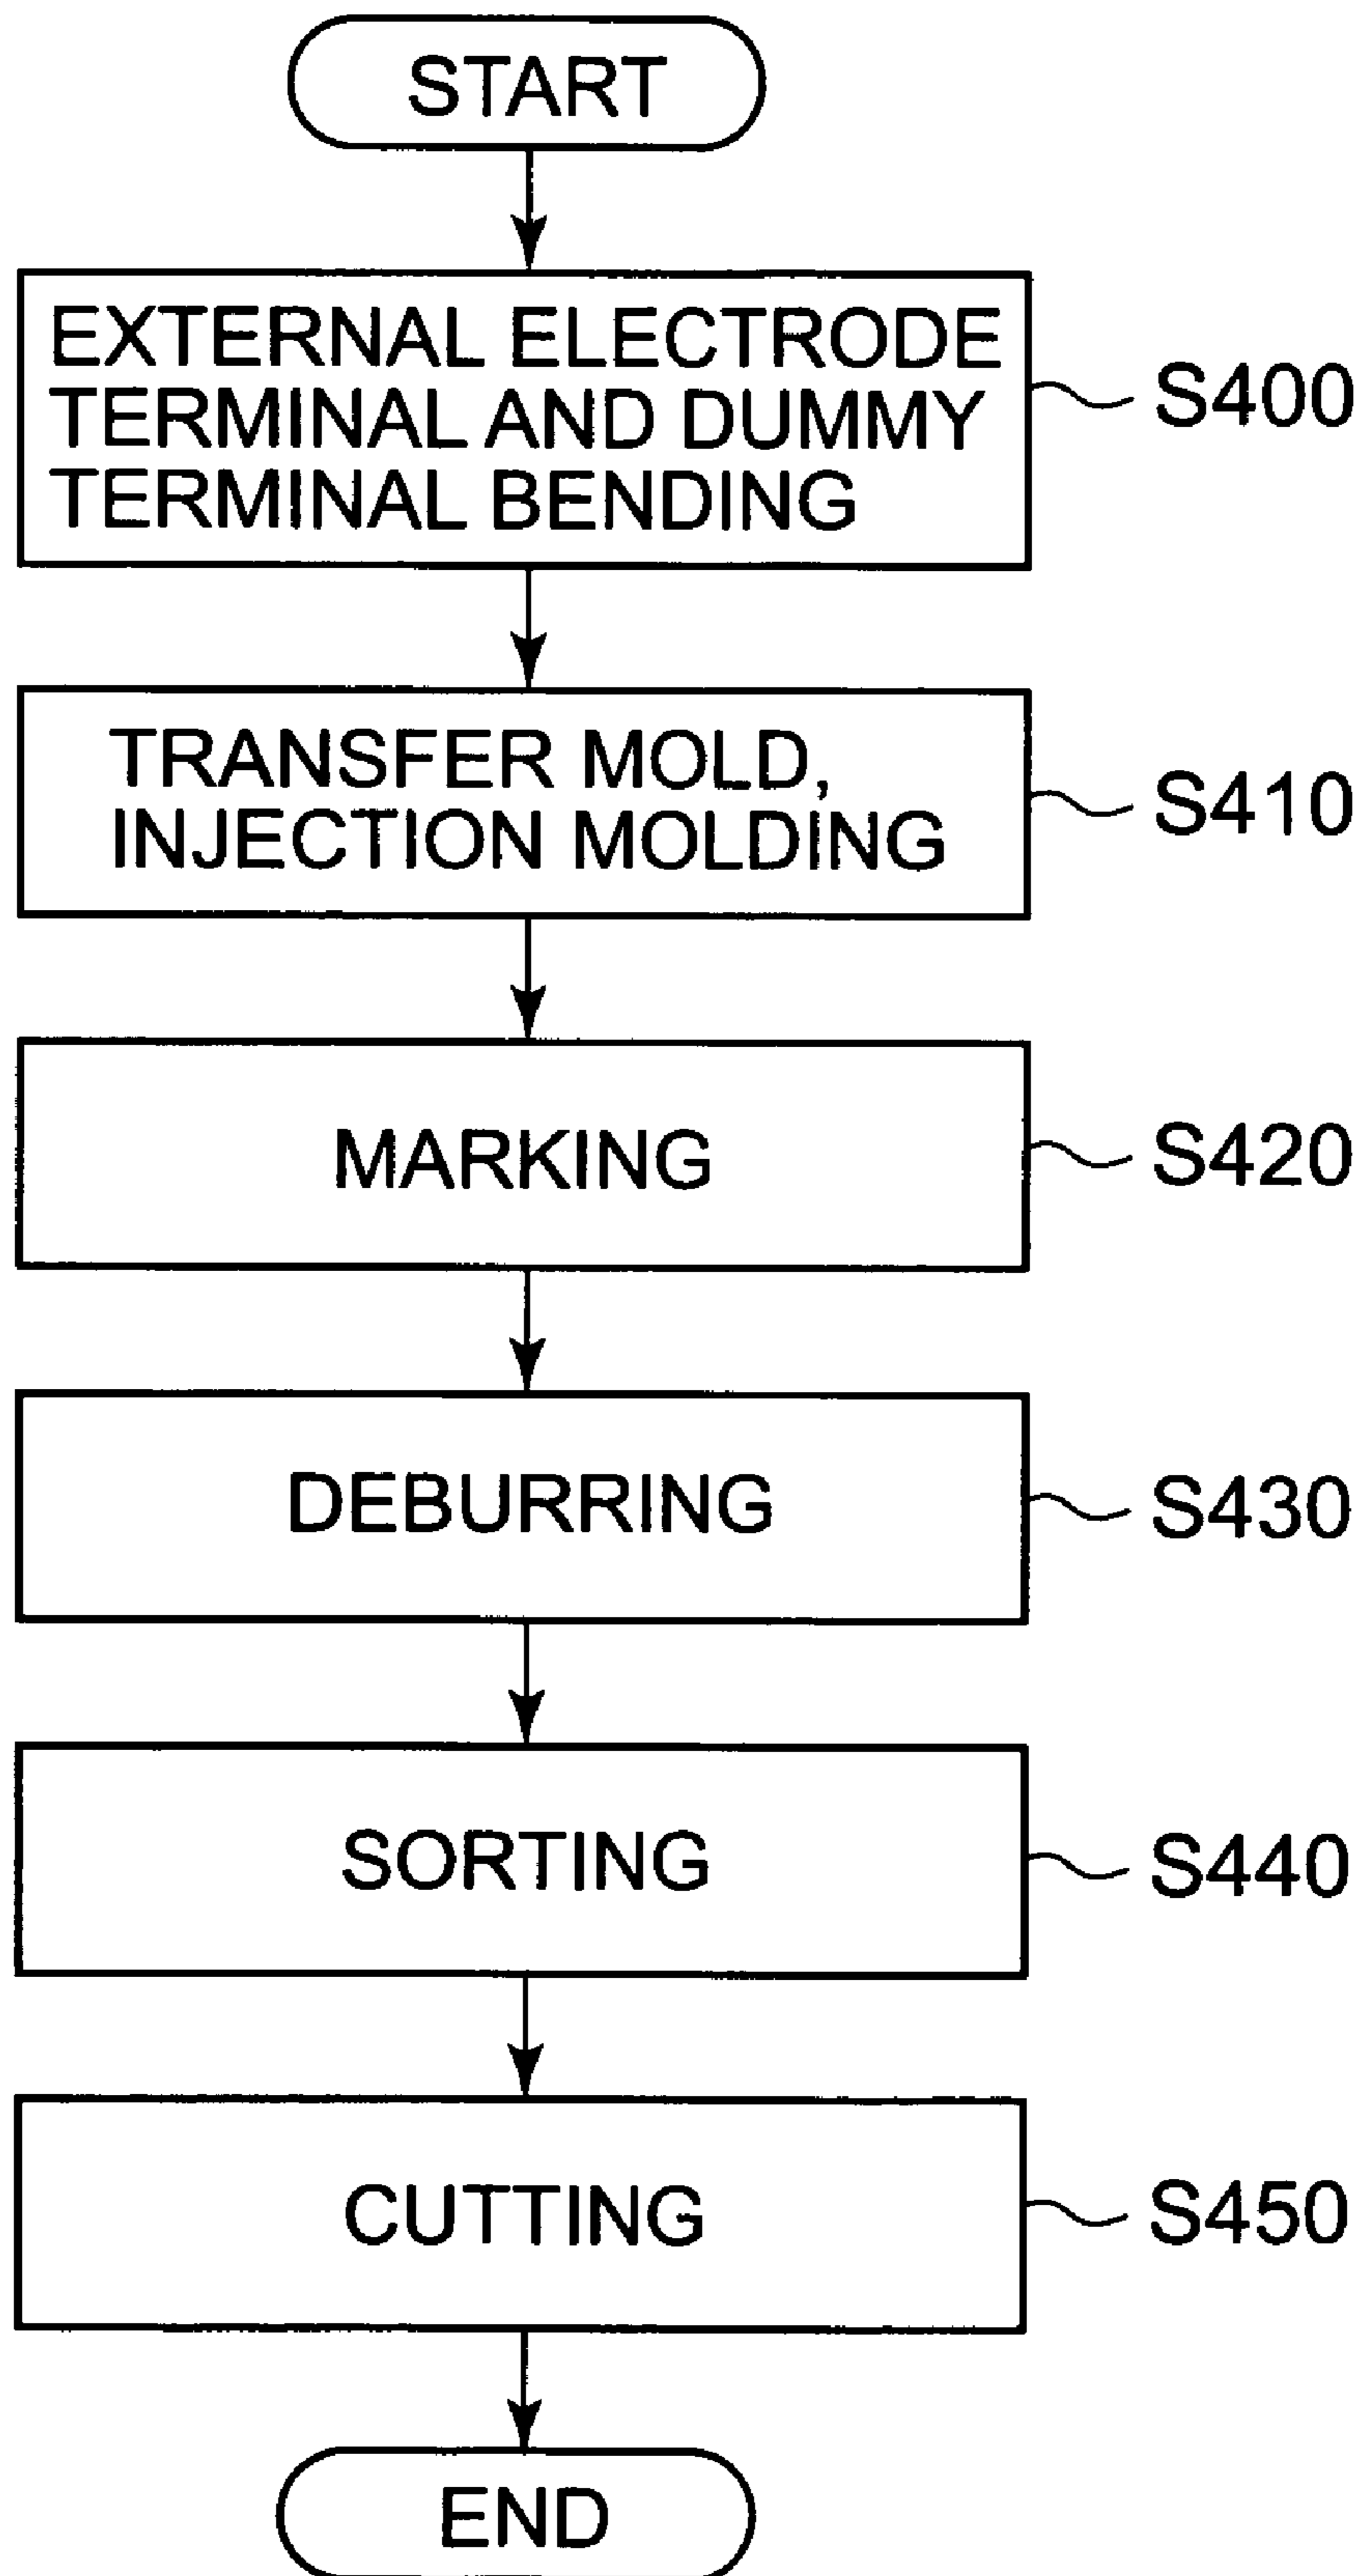 START
EXTERNAL ELECTRODE
TERMINAL AND DUMMY
TERMINAL BENDING
S400
TRANSFER MOLD,
INJECTION MOLDING
S410
MARKING
S420
DEBURRING
S430
SORTING
S440
CUTTING
S450
END